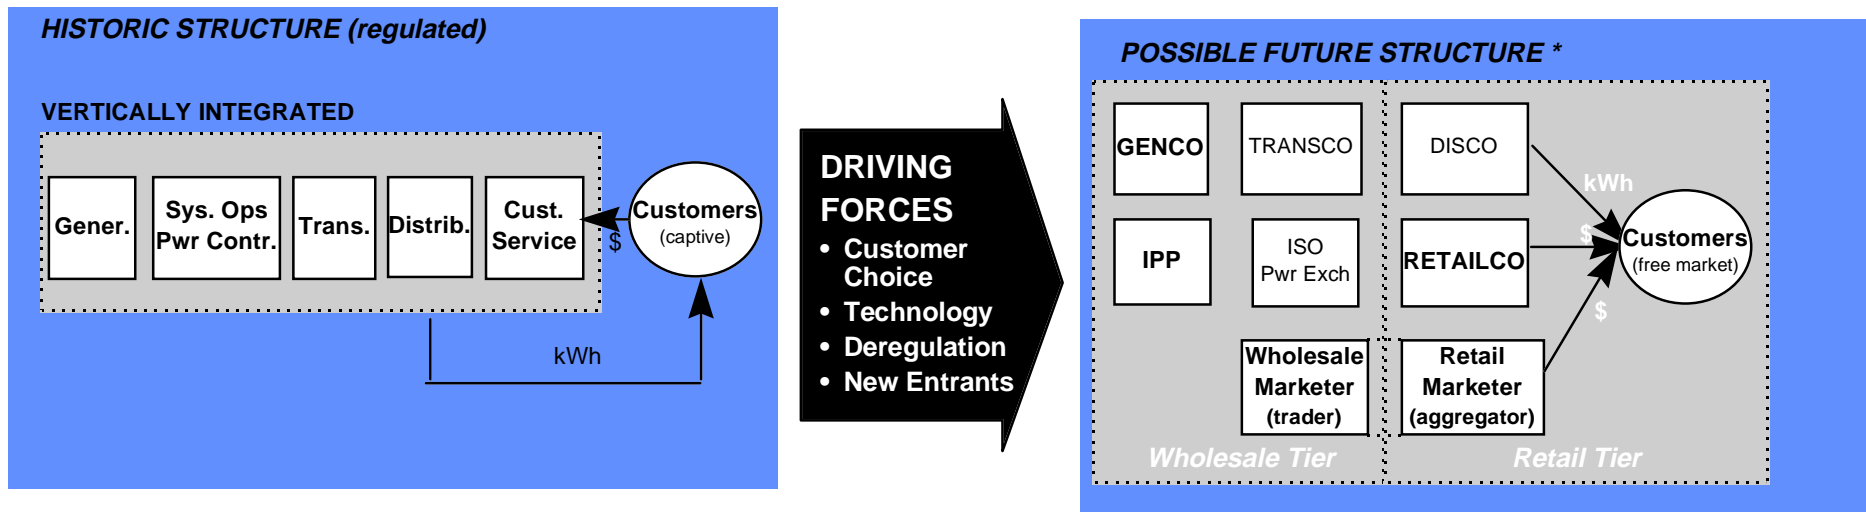 HISTORIC STRUCTURE (regulated)
VERTICALLY INTEGRATED
Gener.
Sys. Ops
Pwr Contr.
Trans.
Distrib.
Cust.
Service
$
Customers
(captive)
kWh
DRIVING
FORCES
• Customer
Choice
• Technology
• Deregulation
• New Entrants
POSSIBLE FUTURE STRUCTURE *
GENCO
TRANSCO
DISCO
kWh
IPP
ISO
Pwr Exch
RETAILCO
$
Customers
(free market)
$
Wholesale
Marketer
(trader)
Retail
Marketer
(aggregator)
Wholesale Tier
Retail Tier